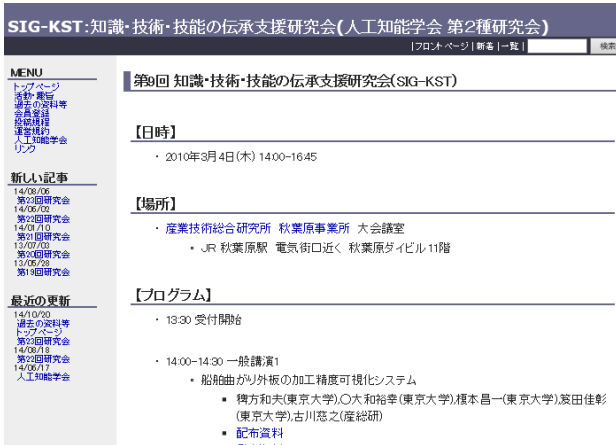 SIG-KST:知識・技術・技能の伝承支援研究会(人工知能学会 第2種研究会)
|フロントページ|新着|一覧| 検索
MENU
トップページ
活動・趣旨
過去の資料等
会員登録
投稿規程
運営規約
人工知能学会
リンク
新しい記事
14/08/06
第23回研究会
14/06/02
第22回研究会
14/01/10
第21回研究会
13/07/03
第20回研究会
13/05/28
第19回研究会
最近の更新
14/10/20
過去の資料等
トップページ
第23回研究会
14/08/18
第22回研究会
14/06/17
人工知能学会
第9回 知識・技術・技能の伝承支援研究会(SIG-KST)
【日時】
・ 2010年3月4日(木) 14:00-16:45
【場所】
・ 産業技術総合研究所 秋葉原事業所 大会議室
・ JR 秋葉原駅 電気街口近く 秋葉原ダイビル 11階
【プログラム】
・ 13:30 受付開始
・ 14:00-14:30 一般講演1
・ 船舶曲がり外板の加工精度可視化システム
▪ 稗方和夫(東京大学),○大和裕幸(東京大学),榎本昌一(東京大学),笈田佳彰
(東京大学),古川慈之(産総研)
▪ 配布資料